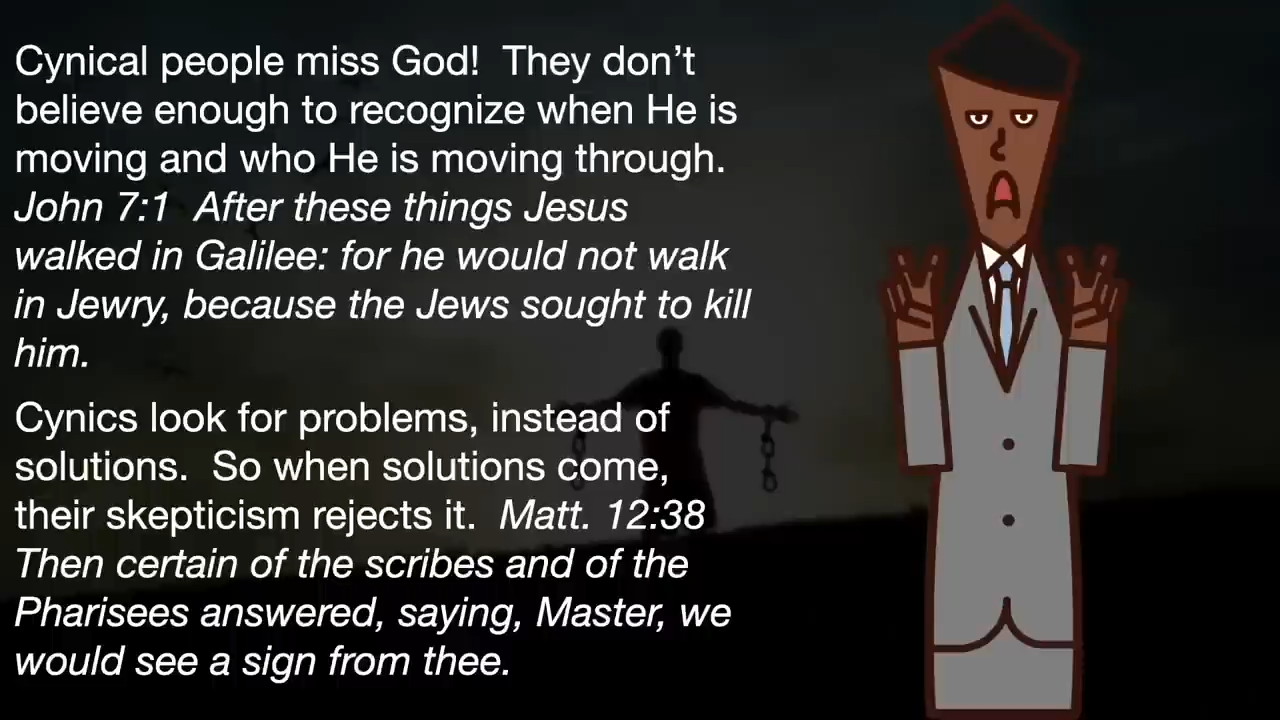 Cynical people miss God!  They don’t
believe enough to recognize when He is
moving and who He is moving through.
John 7:1  After these things Jesus
walked in Galilee: for he would not walk
in Jewry, because the Jews sought to kill
him.
Cynics look for problems, instead of
solutions.  So when solutions come,
their skepticism rejects it.  Matt. 12:38
Then certain of the scribes and of the
Pharisees answered, saying, Master, we
would see a sign from thee.